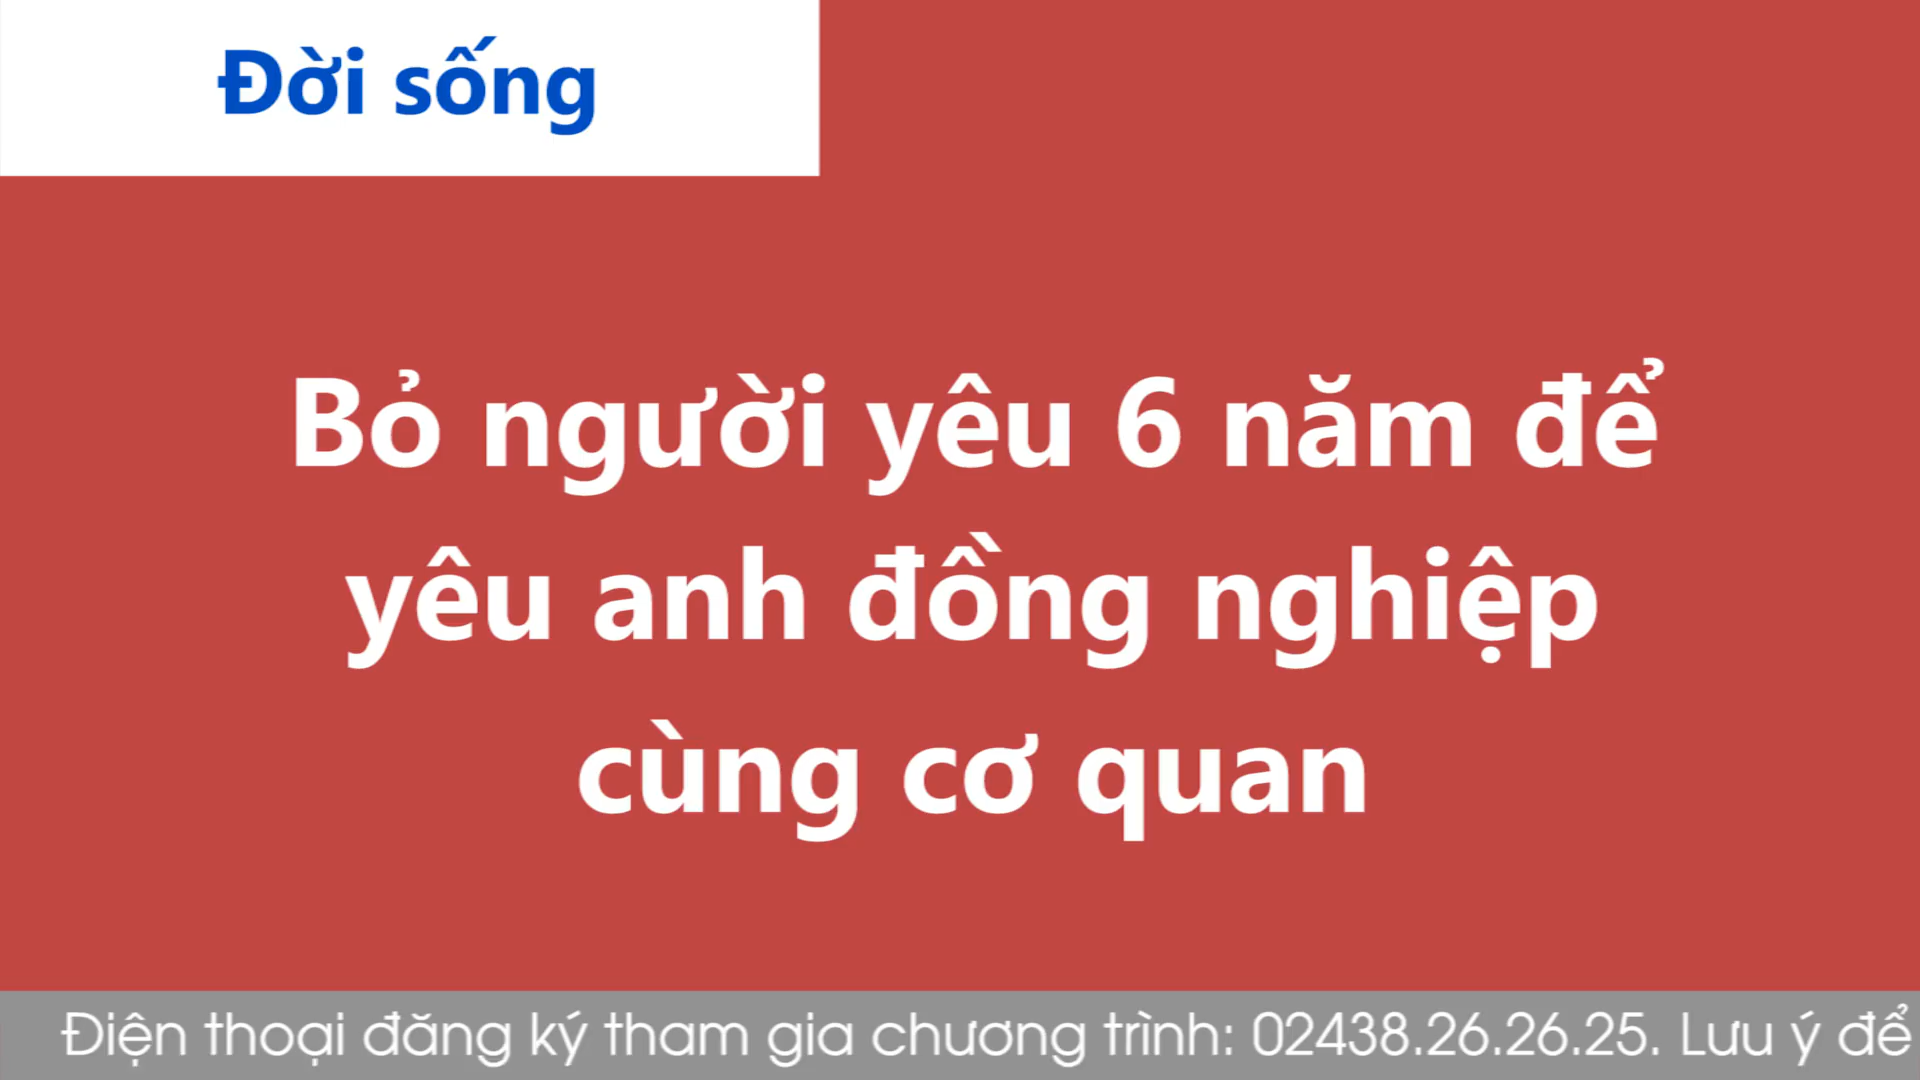 Đời sống
Bỏ người yêu 6 năm để
yêu anh đồng nghiệp
cùng cơ quan
Điện thoại đăng ký tham gia chương trình: 02438.26.26.25. Lưu ý để